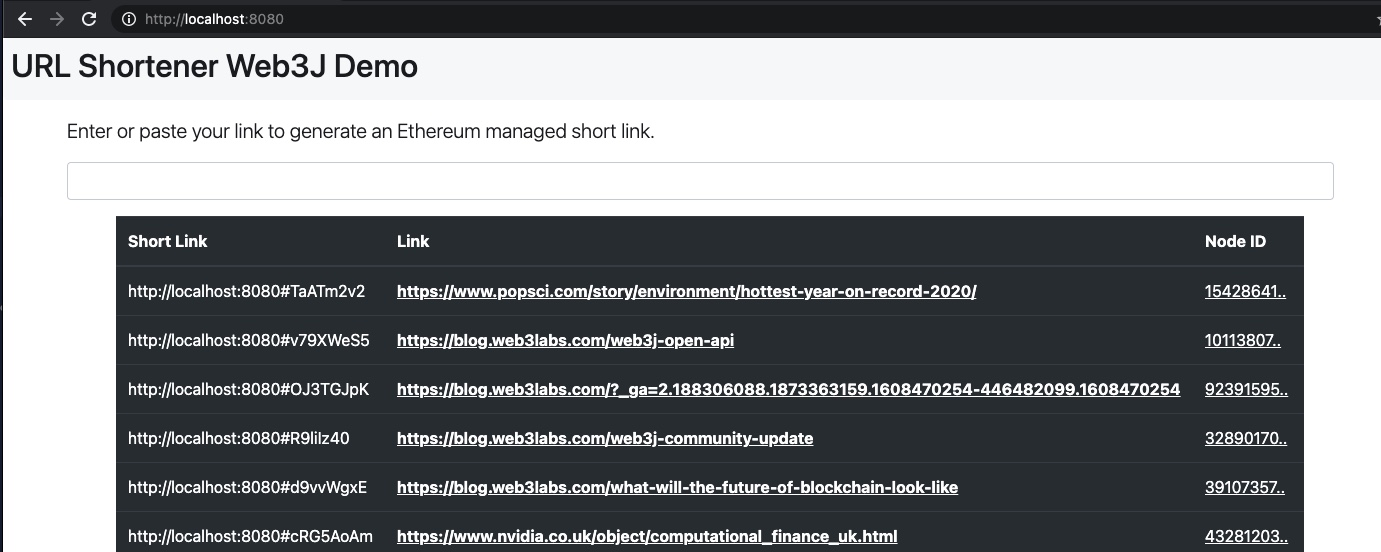 http://localhost:8080
URL Shortener Web3J Demo
Enter or paste your link to generate an Ethereum managed short link.
Short Link Link Node ID
http://localhost:8080#TaATm2v2 https://www.popsci.com/story/environment/hottest-year-on-record-2020/ 15428641..
http://localhost:8080#v79XWeS5 https://blog.web3labs.com/web3j-open-api 10113807..
http://localhost:8080#OJ3TGJpK https://blog.web3labs.com/?_ga=2.188306088.1873363159.1608470254-446482099.1608470254 92391595..
http://localhost:8080#R9liIz40 https://blog.web3labs.com/web3j-community-update 32890170..
http://localhost:8080#d9vvWgxE https://blog.web3labs.com/what-will-the-future-of-blockchain-look-like 39107357..
http://localhost:8080#cRG5AoAm https://www.nvidia.co.uk/object/computational_finance_uk.html 43281203..